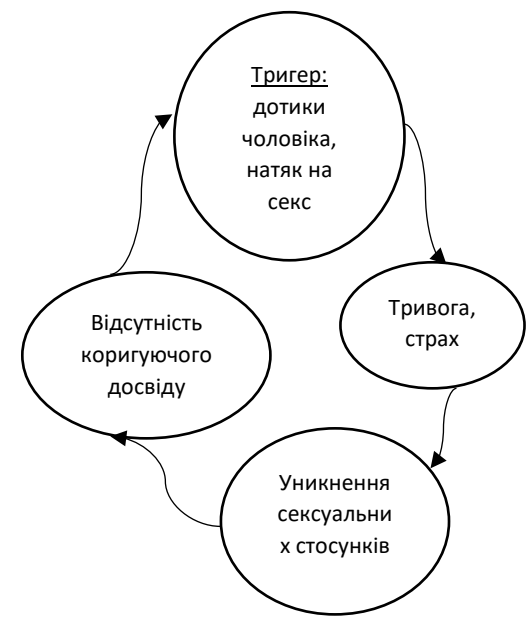 Тригер:
дотики
чоловіка,
натяк на
секс
Тривога,
страх
Уникнення
сексуальни
х стосунків
Відсутність
коригуючого
досвіду